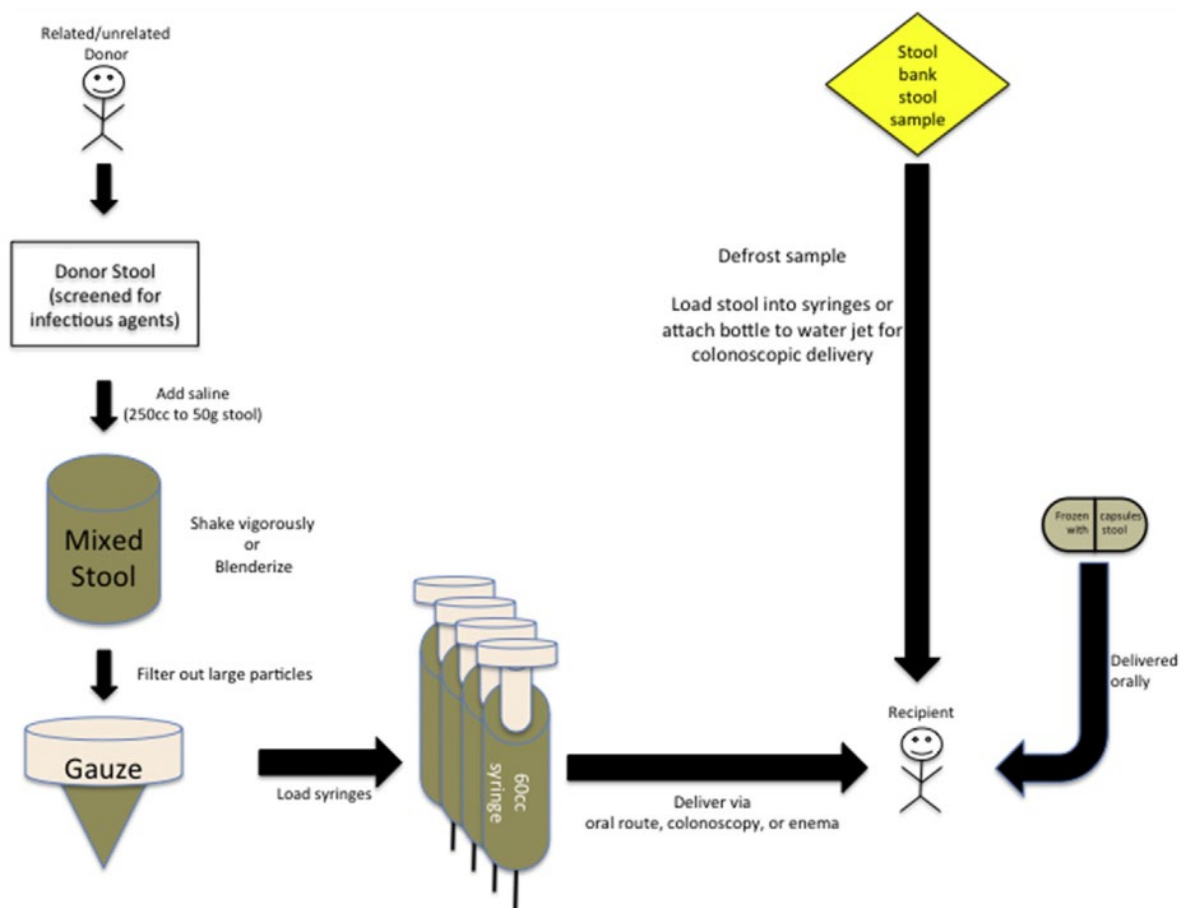 Related/unrelated
Donor
Donor Stool
(screened for
infectious agents)
Add saline
(250cc to 50g stool)
Mixed
Stool
Shake vigorously
or
Blenderize
Filter out large particles
Gauze
Load syringes
60cc
syringe
Deliver via
oral route, colonoscopy, or enema
Stool
bank
stool
sample
Defrost sample
Load stool into syringes or
attach bottle to water jet for
colonoscopic delivery
Recipient
Frozen capsules
with stool
Delivered
orally